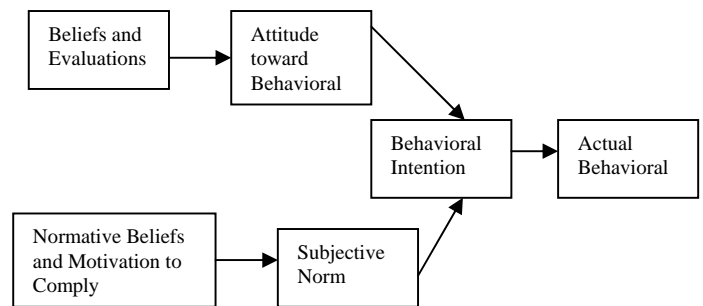 Beliefs and
Evaluations
Attitude
toward
Behavioral
Behavioral
Intention
Actual
Behavioral
Normative Beliefs
and Motivation to
Comply
Subjective
Norm